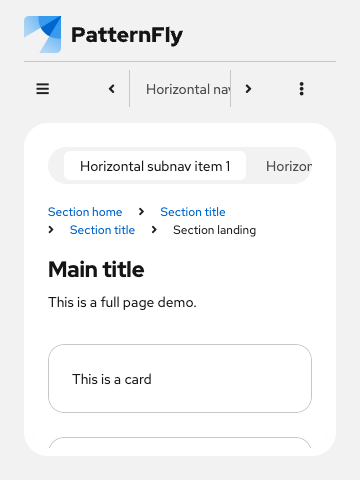 PatternFly
Horizontal nav
Horizontal subnav item 1 Horizon
Section home Section title
Section title Section landing
Main title
This is a full page demo.
This is a card